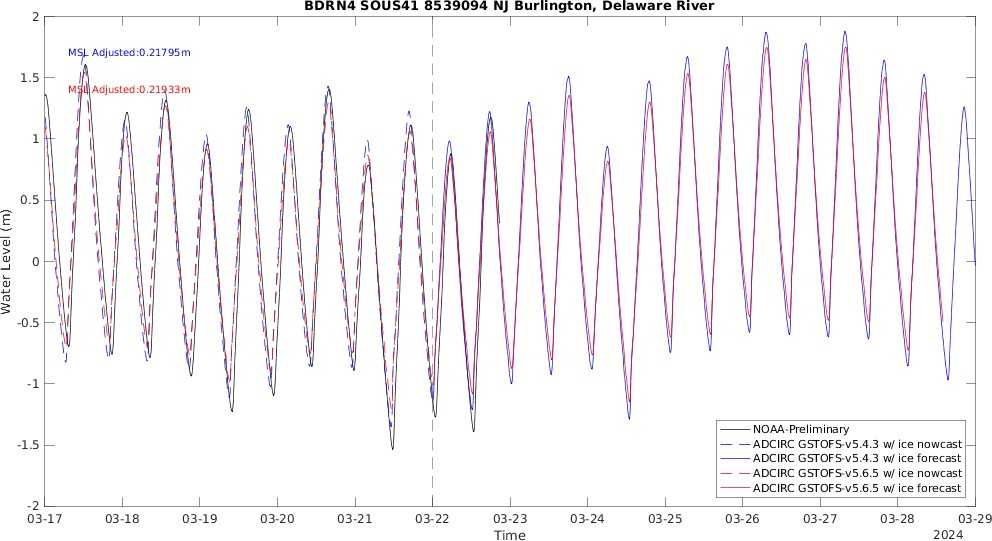 BDRN4 SOUS41 8539094 NJ Burlington, Delaware River
2
1.5
1
0.5
0
-0.5
-1
-1.5
-2
Water Level (m)
MSL Adjusted:0.21795m
MSL Adjusted:0.21933m
NOAA-Preliminary
ADCIRC GSTOFS-v5.4.3 w/ ice nowcast
ADCIRC GSTOFS-v5.4.3 w/ ice forecast
ADCIRC GSTOFS-v5.6.5 w/ ice nowcast
ADCIRC GSTOFS-v5.6.5 w/ ice forecast
03-17 03-18 03-19 03-20 03-21 03-22 03-23 03-24 03-25 03-26 03-27 03-28 03-29
Time
2024